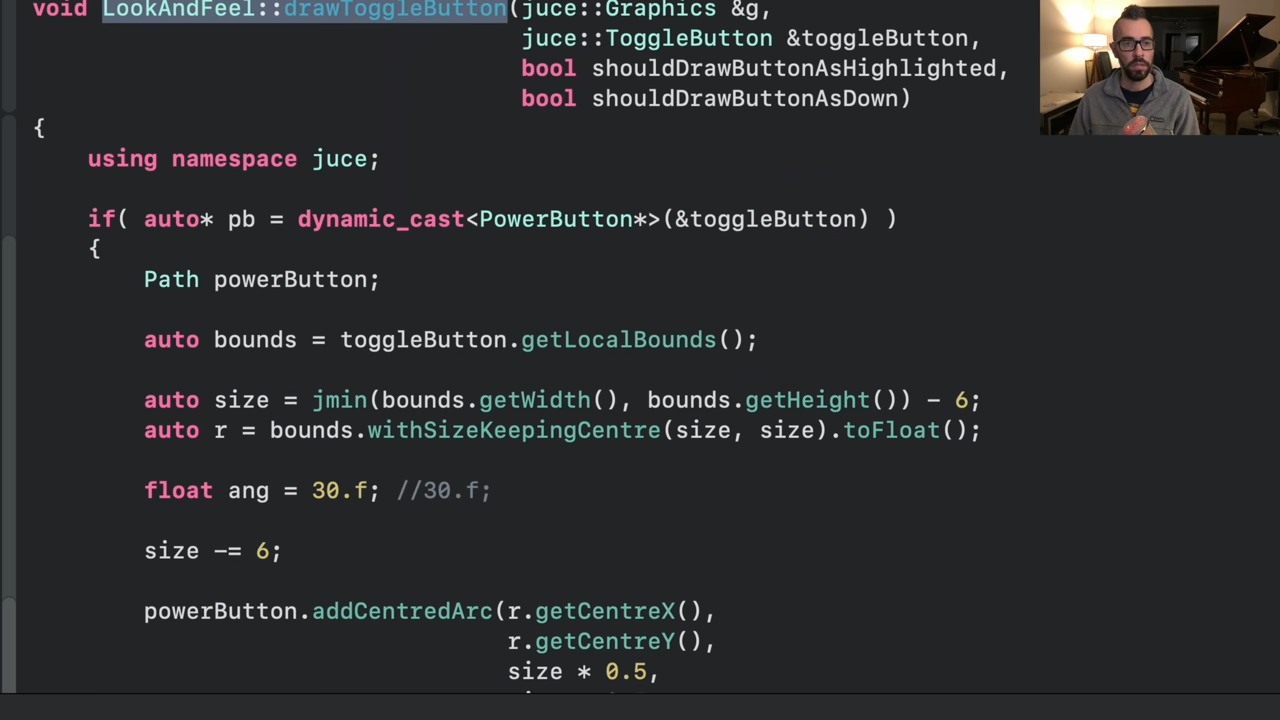 void LookAndFeel::drawToggleButton(juce::Graphics &g,
juce::ToggleButton &toggleButton,
bool shouldDrawButtonAsHighlighted,
bool shouldDrawButtonAsDown)
{
using namespace juce;
if( auto* pb = dynamic_cast<PowerButton*>(&toggleButton) )
{
Path powerButton;
auto bounds = toggleButton.getLocalBounds();
auto size = jmin(bounds.getWidth(), bounds.getHeight()) - 6;
auto r = bounds.withSizeKeepingCentre(size, size).toFloat();
float ang = 30.f; //30.f;
size -= 6;
powerButton.addCentredArc(r.getCentreX(),
r.getCentreY(),
size * 0.5,